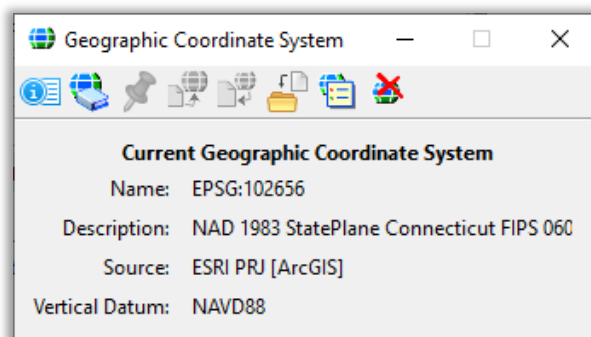 Geographic Coordinate System
Current Geographic Coordinate System
Name: EPSG:102656
Description: NAD 1983 StatePlane Connecticut FIPS 060
Source: ESRI PRJ [ArcGIS]
Vertical Datum: NAVD88